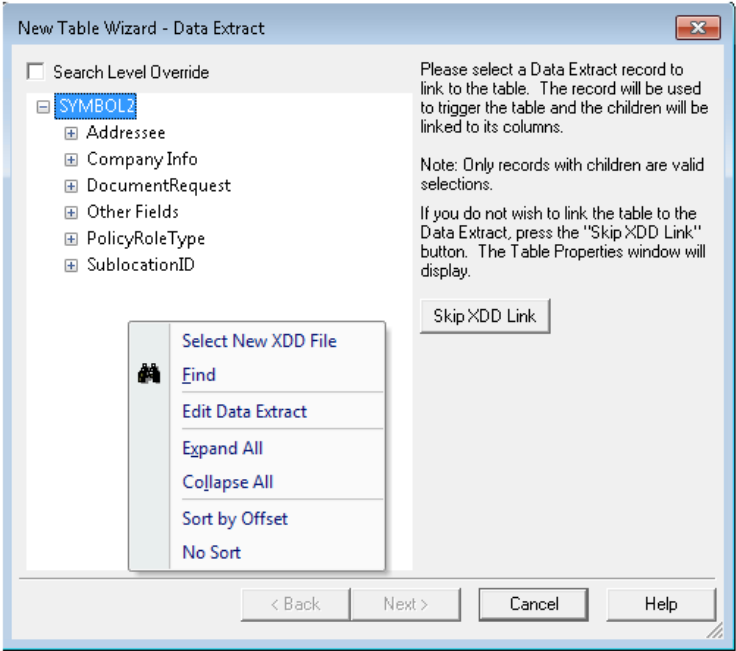 New Table Wizard - Data Extract
Search Level Override
SYMBOL2
Addressee
Company Info
DocumentRequest
Other Fields
PolicyRoleType
SublocationID
Please select a Data Extract record to
link to the table. The record will be used
to trigger the table and the children will be
linked to its columns.
Note: Only records with children are valid
selections.
If you do not wish to link the table to the
Data Extract, press the "Skip XDD Link"
button. The Table Properties window will
display.
Skip XDD Link
Select New XDD File
Find
Edit Data Extract
Expand All
Collapse All
Sort by Offset
No Sort
< Back
Next >
Cancel
Help